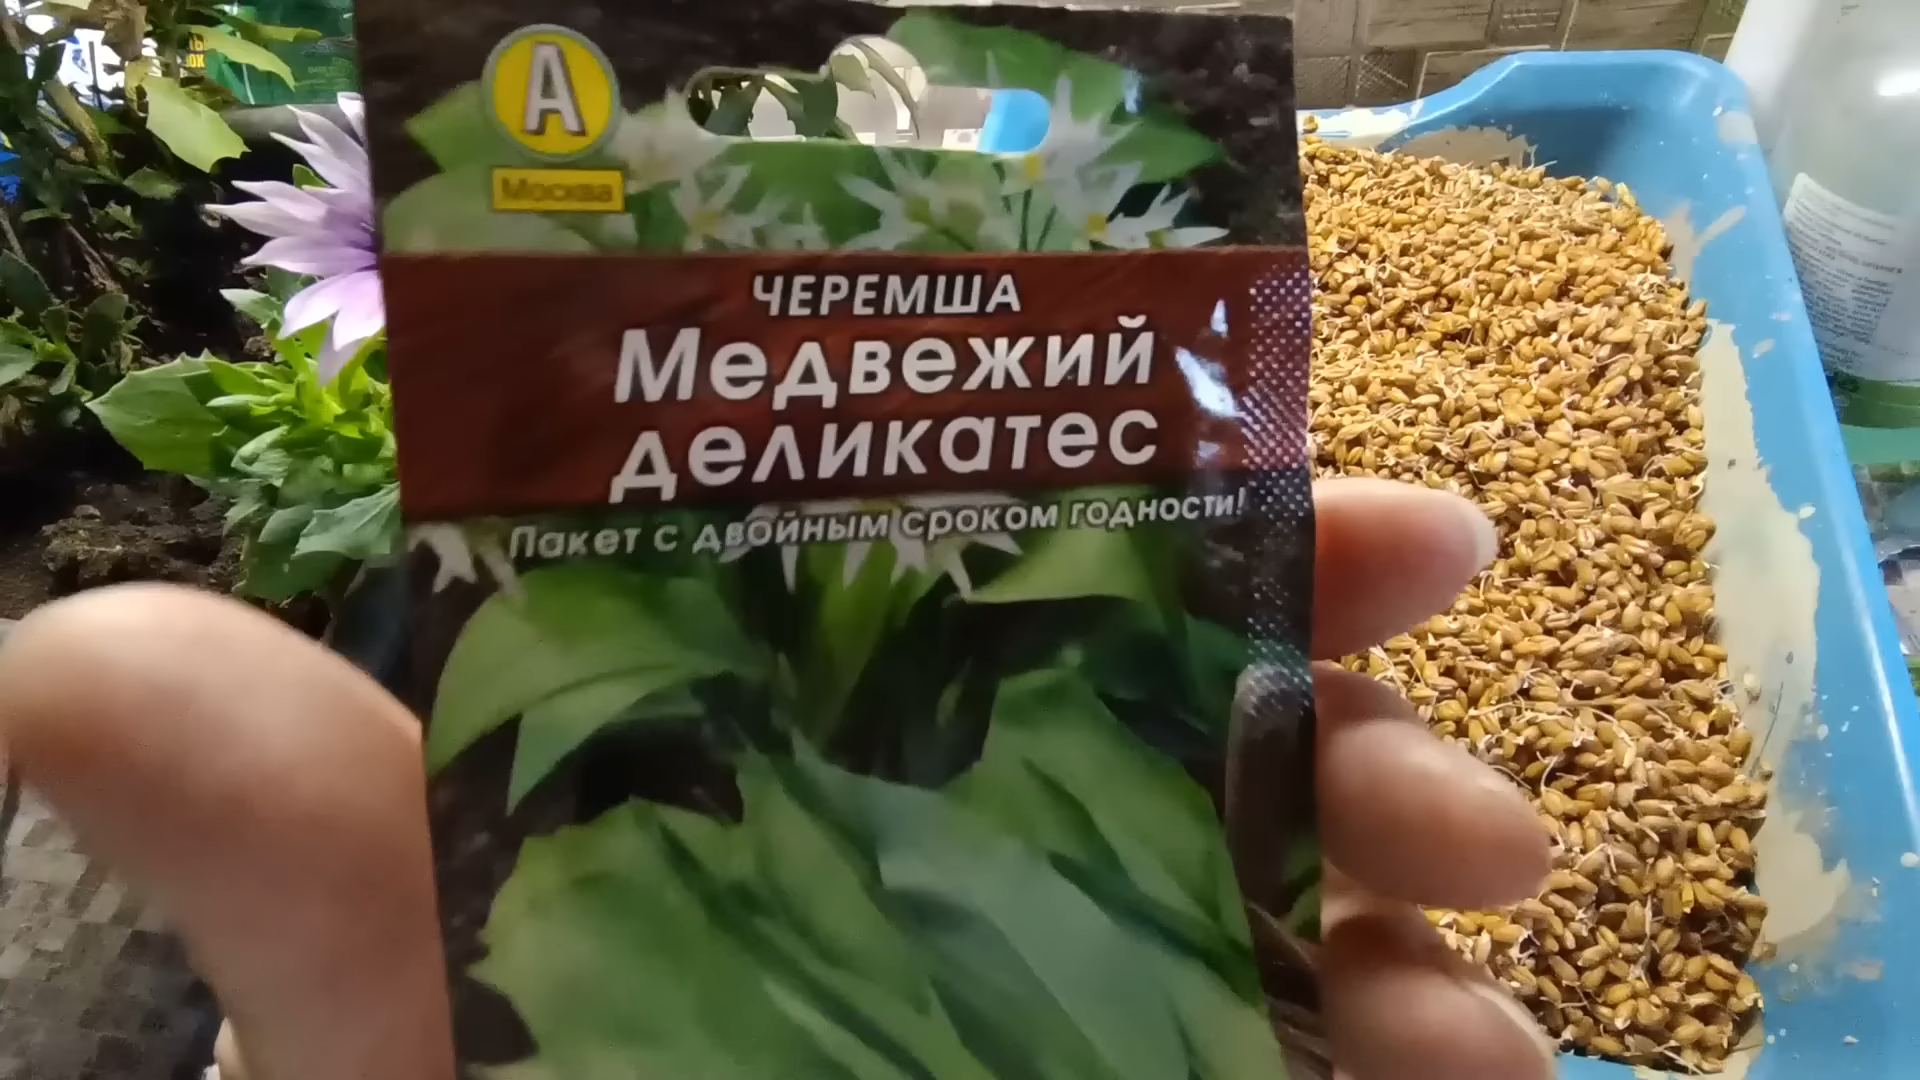 А
Москва
ЧЕРЕМША
Медвежий
деликатес
Пакет с двойным сроком годности!